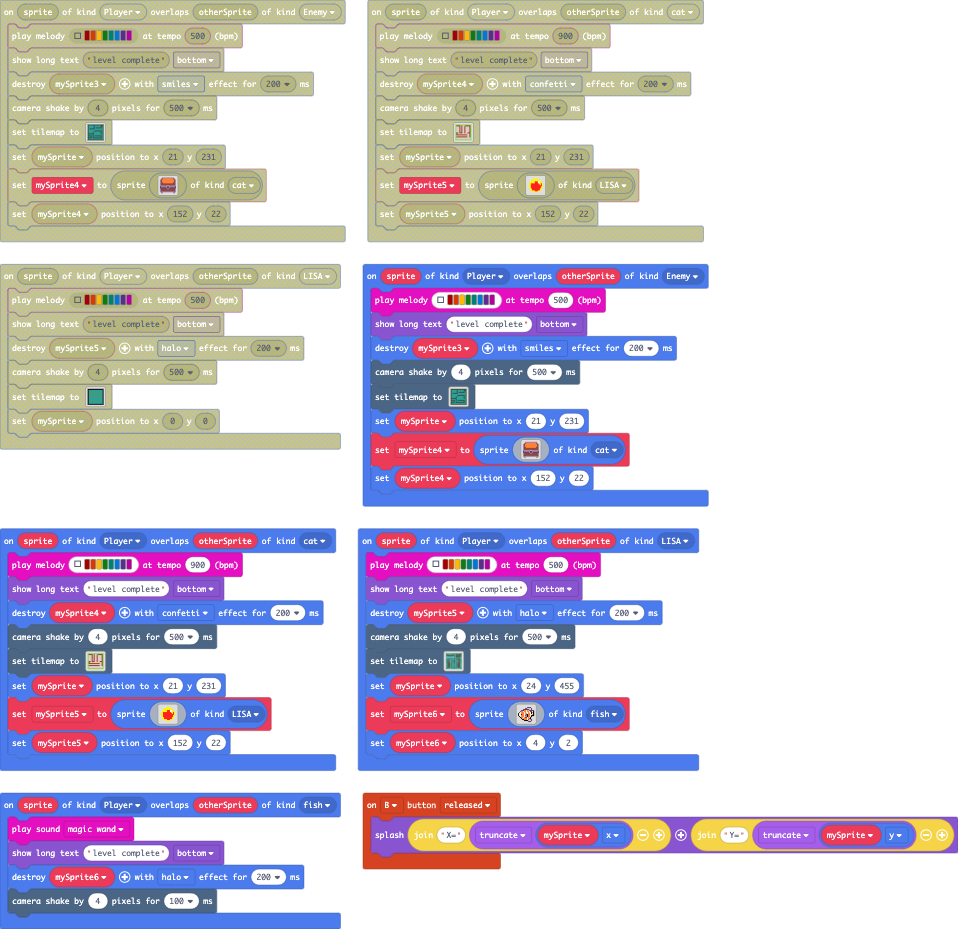 on sprite of kind Player overlaps otherSprite of kind Enemy
play melody at tempo 500 (bpm)
show long text "level complete" bottom
destroy mySprite3 with smiles effect for 200 ms
camera shake by 4 pixels for 500 ms
set tilemap to
set mySprite position to x 21 y 231
set mySprite4 to sprite of kind cat
set mySprite4 position to x 152 y 22
on sprite of kind Player overlaps otherSprite of kind cat
play melody at tempo 900 (bpm)
show long text "level complete" bottom
destroy mySprite4 with confetti effect for 200 ms
camera shake by 4 pixels for 500 ms
set tilemap to
set mySprite position to x 21 y 231
set mySprite5 to sprite of kind LISA
set mySprite5 position to x 152 y 22
on sprite of kind Player overlaps otherSprite of kind LISA
play melody at tempo 500 (bpm)
show long text "level complete" bottom
destroy mySprite5 with halo effect for 200 ms
camera shake by 4 pixels for 500 ms
set tilemap to
set mySprite position to x 0 y 0
on sprite of kind Player overlaps otherSprite of kind Enemy
play melody at tempo 500 (bpm)
show long text "level complete" bottom
destroy mySprite3 with smiles effect for 200 ms
camera shake by 4 pixels for 500 ms
set tilemap to
set mySprite position to x 21 y 231
set mySprite4 to sprite of kind cat
set mySprite4 position to x 152 y 22
on sprite of kind Player overlaps otherSprite of kind cat
play melody at tempo 900 (bpm)
show long text "level complete" bottom
destroy mySprite4 with confetti effect for 200 ms
camera shake by 4 pixels for 500 ms
set tilemap to
set mySprite position to x 21 y 231
set mySprite5 to sprite of kind LISA
set mySprite5 position to x 152 y 22
on sprite of kind Player overlaps otherSprite of kind LISA
play melody at tempo 500 (bpm)
show long text "level complete" bottom
destroy mySprite5 with halo effect for 200 ms
camera shake by 4 pixels for 500 ms
set tilemap to
set mySprite position to x 24 y 455
set mySprite6 to sprite of kind fish
set mySprite6 position to x 4 y 2
on sprite of kind Player overlaps otherSprite of kind fish
play sound magic wand
show long text "level complete" bottom
destroy mySprite6 with halo effect for 200 ms
camera shake by 4 pixels for 100 ms
on B button released
splash join "X=" truncate mySprite x join "Y=" truncate mySprite y